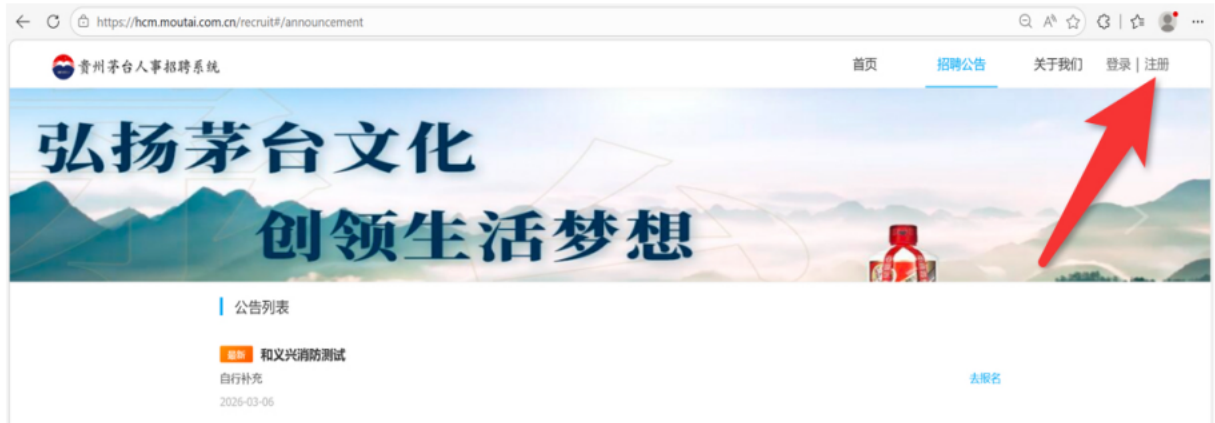 https://hcm.moutai.com.cn/recruit#/announcement
贵州茅台人事招聘系统
首页 招聘公告 关于我们 登录 | 注册
弘扬茅台文化
创领生活梦想
公告列表
最新 和义兴消防测试
自行补充
去报名
2026-03-06